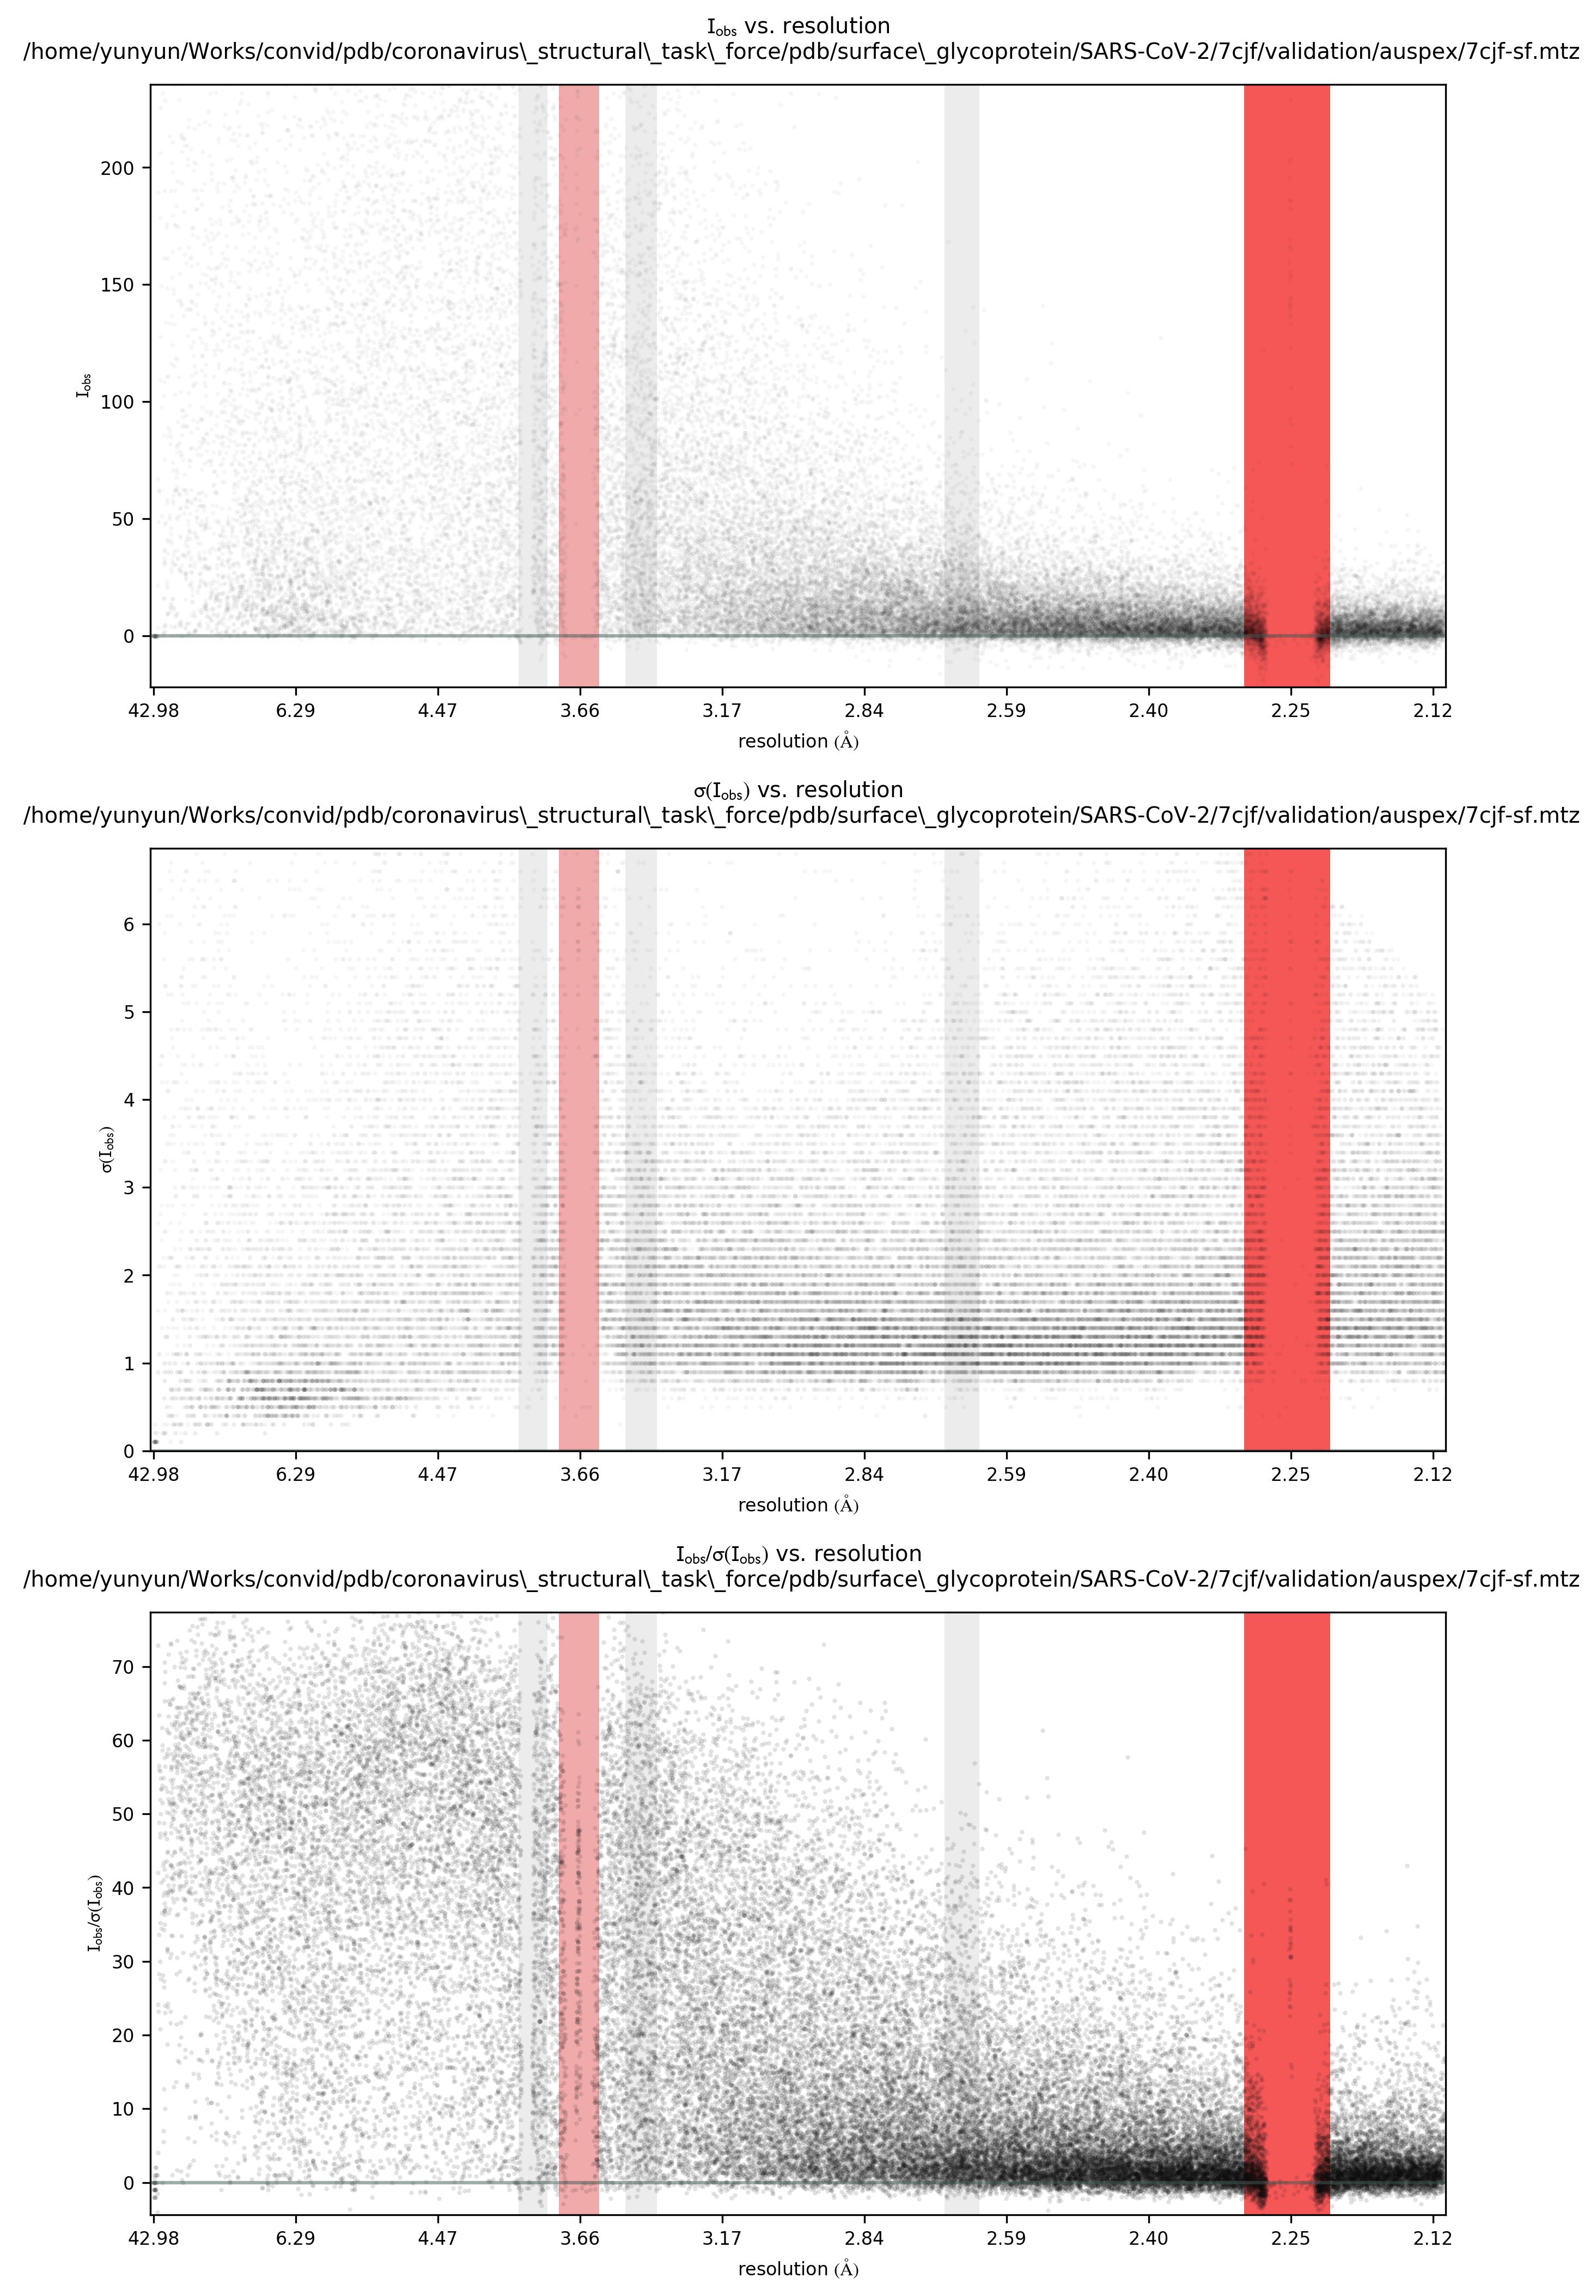 I_obs vs. resolution
/home/yunyun/Works/convid/pdb/coronavirus\_structural\_task\_force/pdb/surface\_glycoprotein/SARS-CoV-2/7cjf/validation/auspex/7cjf-sf.mtz
200
150
100
50
0
I_obs
42.98 6.29 4.47 3.66 3.17 2.84 2.59 2.40 2.25 2.12
resolution (Å)
σ(I_obs) vs. resolution
/home/yunyun/Works/convid/pdb/coronavirus\_structural\_task\_force/pdb/surface\_glycoprotein/SARS-CoV-2/7cjf/validation/auspex/7cjf-sf.mtz
6
5
4
3
2
1
0
σ(I_obs)
42.98 6.29 4.47 3.66 3.17 2.84 2.59 2.40 2.25 2.12
resolution (Å)
I_obs/σ(I_obs) vs. resolution
/home/yunyun/Works/convid/pdb/coronavirus\_structural\_task\_force/pdb/surface\_glycoprotein/SARS-CoV-2/7cjf/validation/auspex/7cjf-sf.mtz
70
60
50
40
30
20
10
0
I_obs/σ(I_obs)
42.98 6.29 4.47 3.66 3.17 2.84 2.59 2.40 2.25 2.12
resolution (Å)